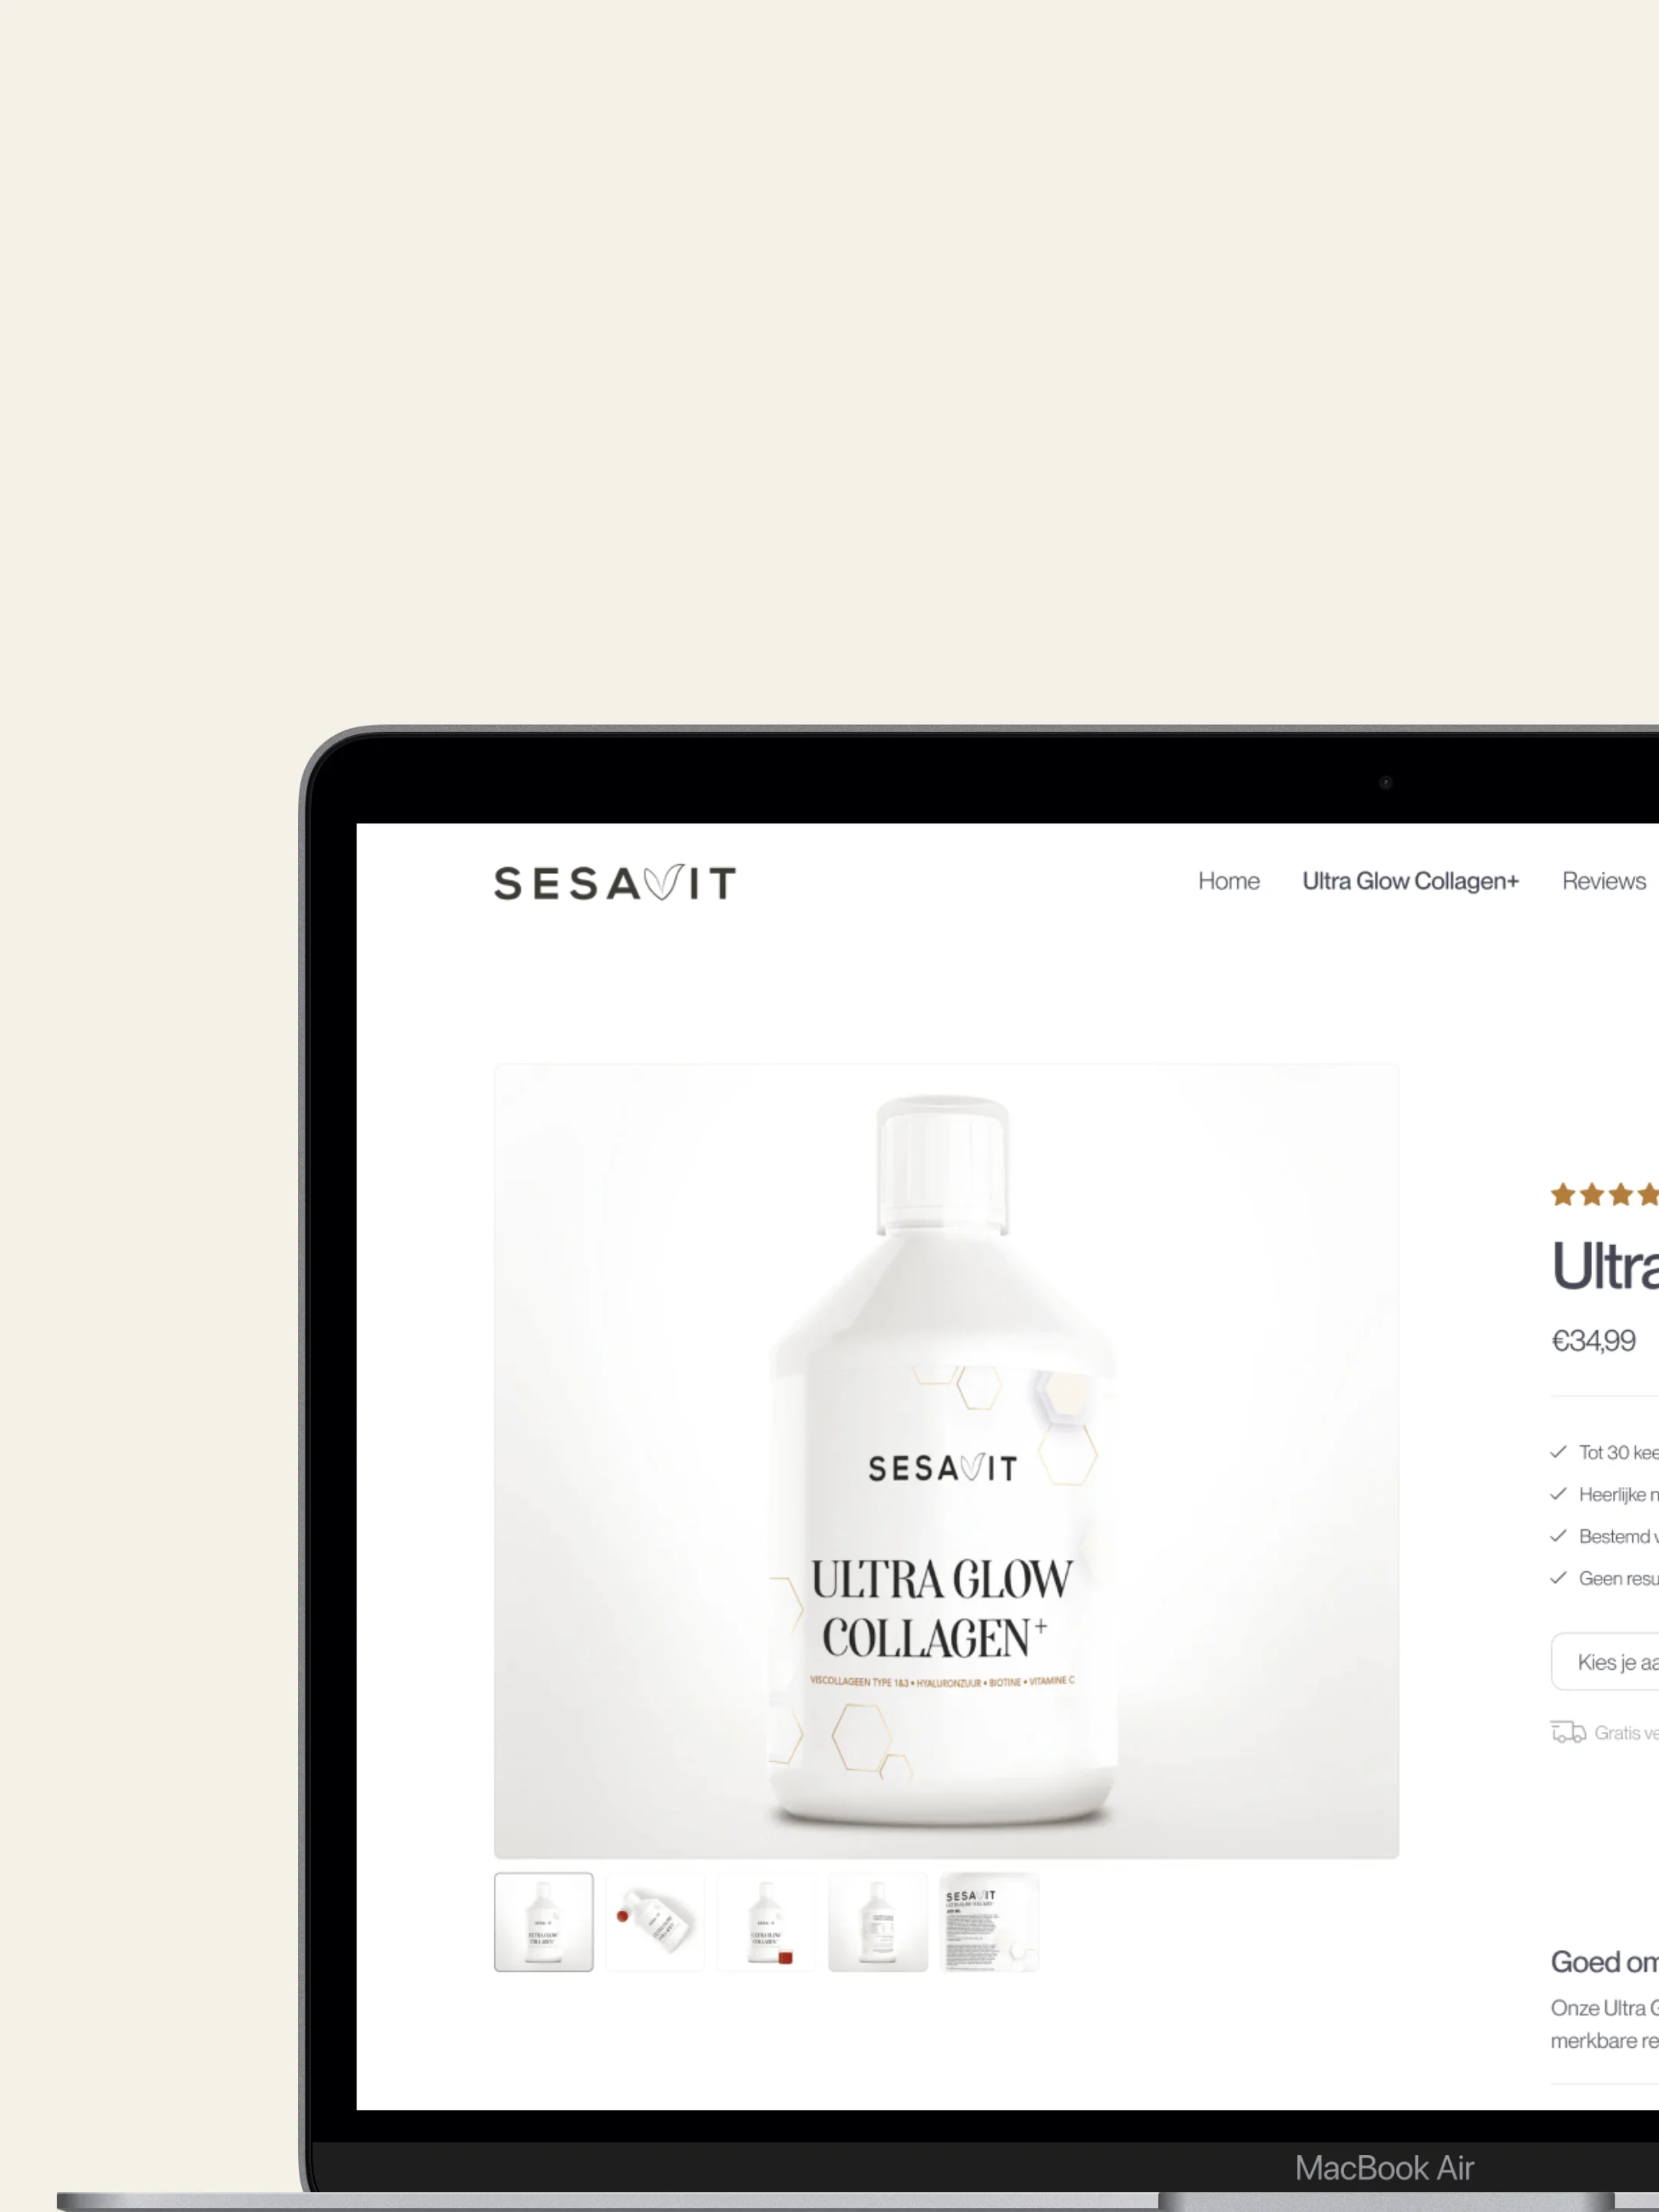 SESAVIT
Home Ultra Glow Collagen+ Reviews
SESAVIT
ULTRA GLOW
COLLAGEN+
VISCOLLAGEEN TYPE 1&3 • HYALURONZUUR • BIOTINE • VITAMINE C
Ultra
€34,99
Tot 30 kee
Heerlijke n
Bestemd v
Geen resu
Kies je aa
Gratis ve
SESAVIT
Goed om
Onze Ultra G
merkbare re
MacBook Air